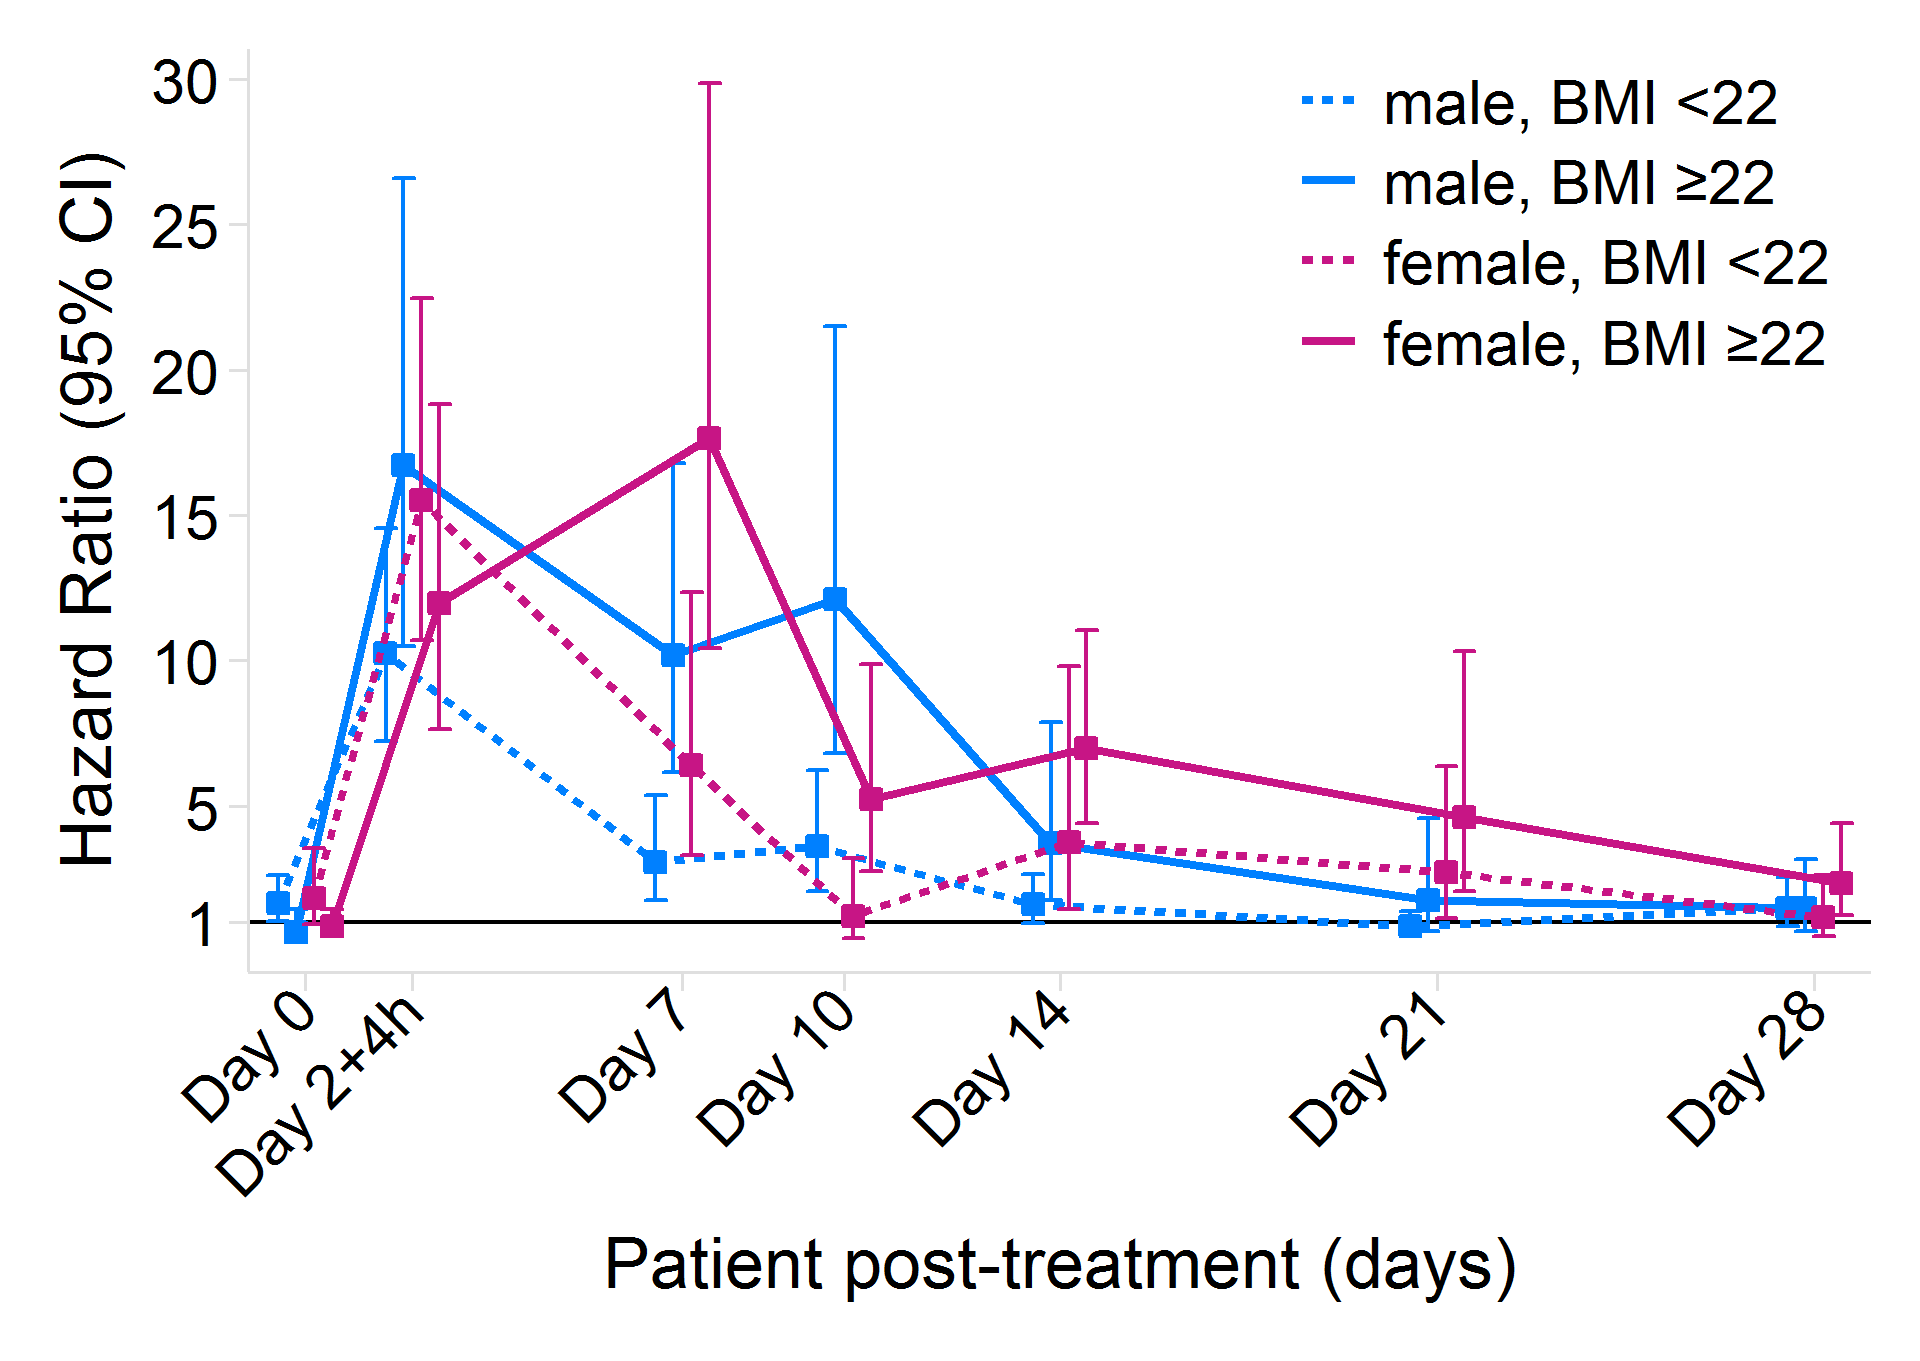 Hazard Ratio (95% CI)
30
25
20
15
10
5
1
male, BMI <22
male, BMI ≥22
female, BMI <22
female, BMI ≥22
Day 0
Day 2+4h
Day 7
Day 10
Day 14
Day 21
Day 28
Patient post-treatment (days)